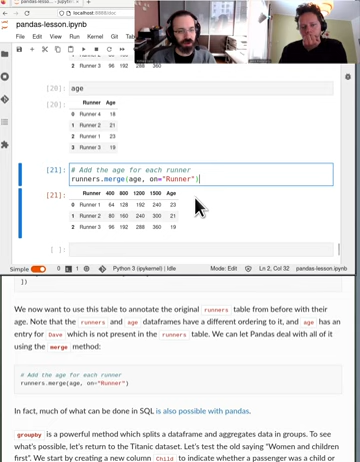 pandas-lesson.ipynb
localhost:8888/doc
File Edit View Run Kernel
2 Runner 3 96 192 288 360
[20]: age
[20]:
Runner Age
0 Runner 4 18
1 Runner 2 21
2 Runner 1 23
3 Runner 3 19
[21]: # Add the age for each runner
runners.merge(age, on="Runner")
[21]:
Runner 400 800 1200 1500 Age
0 Runner 1 64 128 192 240 23
1 Runner 2 80 160 240 300 21
2 Runner 3 96 192 288 360 19
[ ]:
Simple 0 1 Python 3 (ipykernel) | Idle Mode: Edit Ln 2, Col 32 pandas-lesson.ipynb
])
We now want to use this table to annotate the original runners table from before with their
age. Note that the runners and age dataframes have a different ordering to it, and age has an
entry for Dave which is not present in the runners table. We can let Pandas deal with all of it
using the merge method:
# Add the age for each runner
runners.merge(age, on="Runner")
In fact, much of what can be done in SQL is also possible with pandas.
groupby is a powerful method which splits a dataframe and aggregates data in groups. To see
what's possible, let's return to the Titanic dataset. Let's test the old saying "Women and children
first". We start by creating a new column Child to indicate whether a passenger was a child or